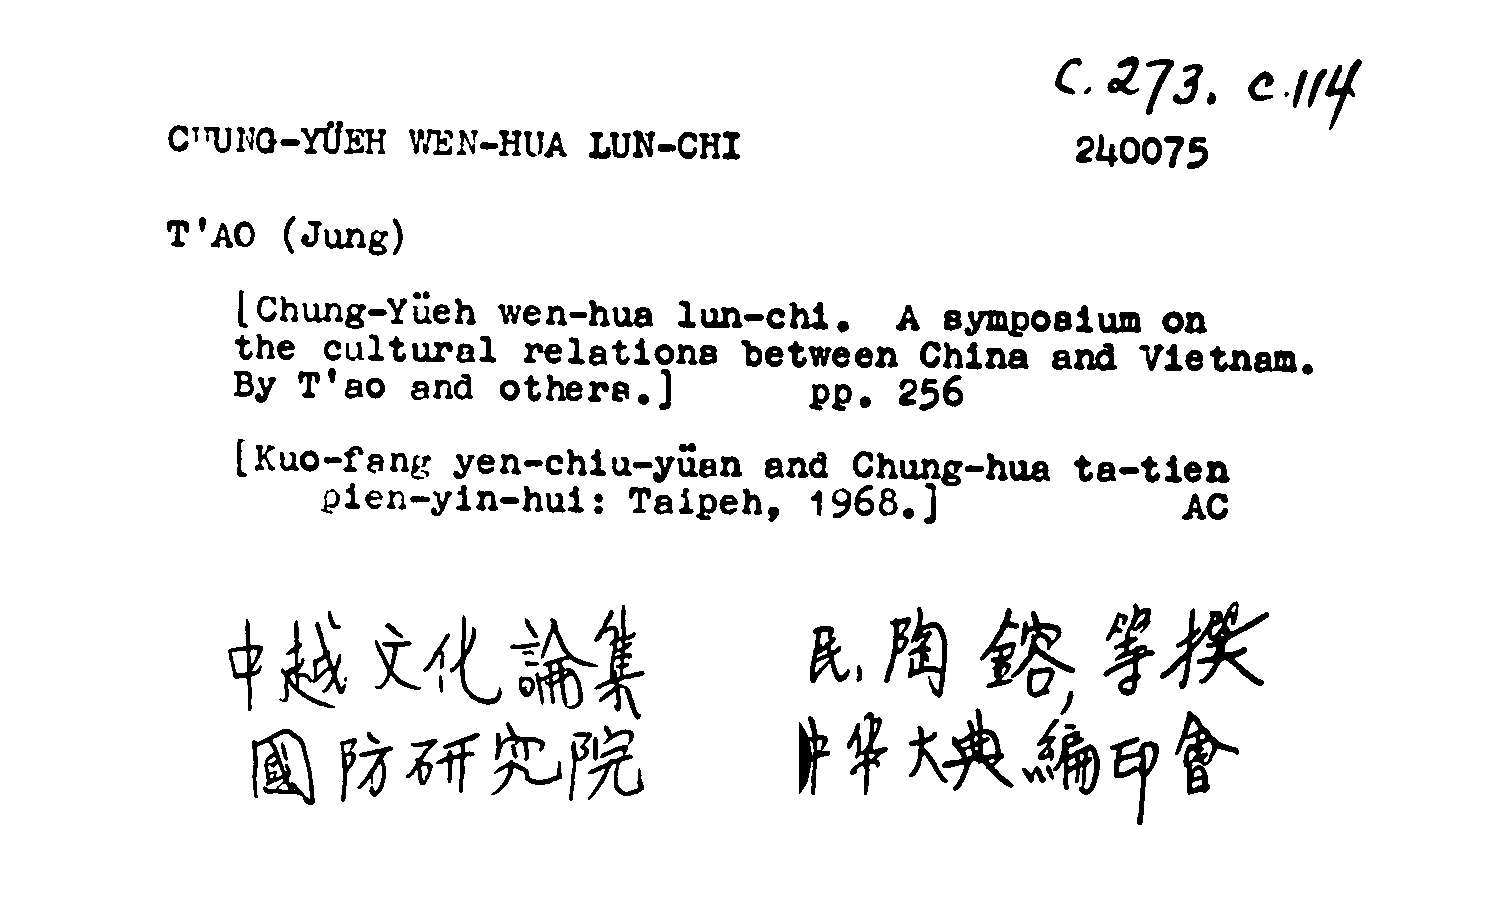 C.273. c.114
CHUNG-YÜEH WEN-HUA LUN-CHI 240075
T'AO (Jung)
[Chung-Yüeh wen-hua lun-chi. A symposium on
the cultural relations between China and Vietnam.
By T'ao and others.] pp. 256
[Kuo-fang yen-chiu-yüan and Chung-hua ta-tien
pien-yin-hui: Taipeh, 1968.] AC
中越文化論集 民, 陶鎔, 等撰
國防研究院 中华大典編印會